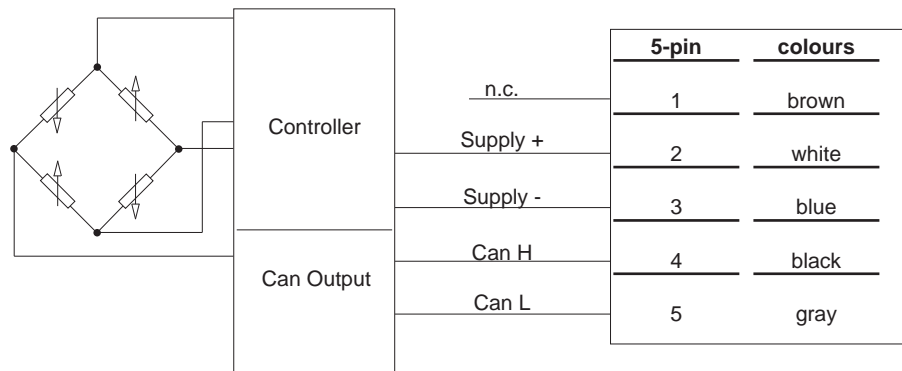 5-pin colours
n.c.
1 brown
Controller
Supply +
2 white
Supply -
3 blue
Can H
4 black
Can Output
Can L
5 gray